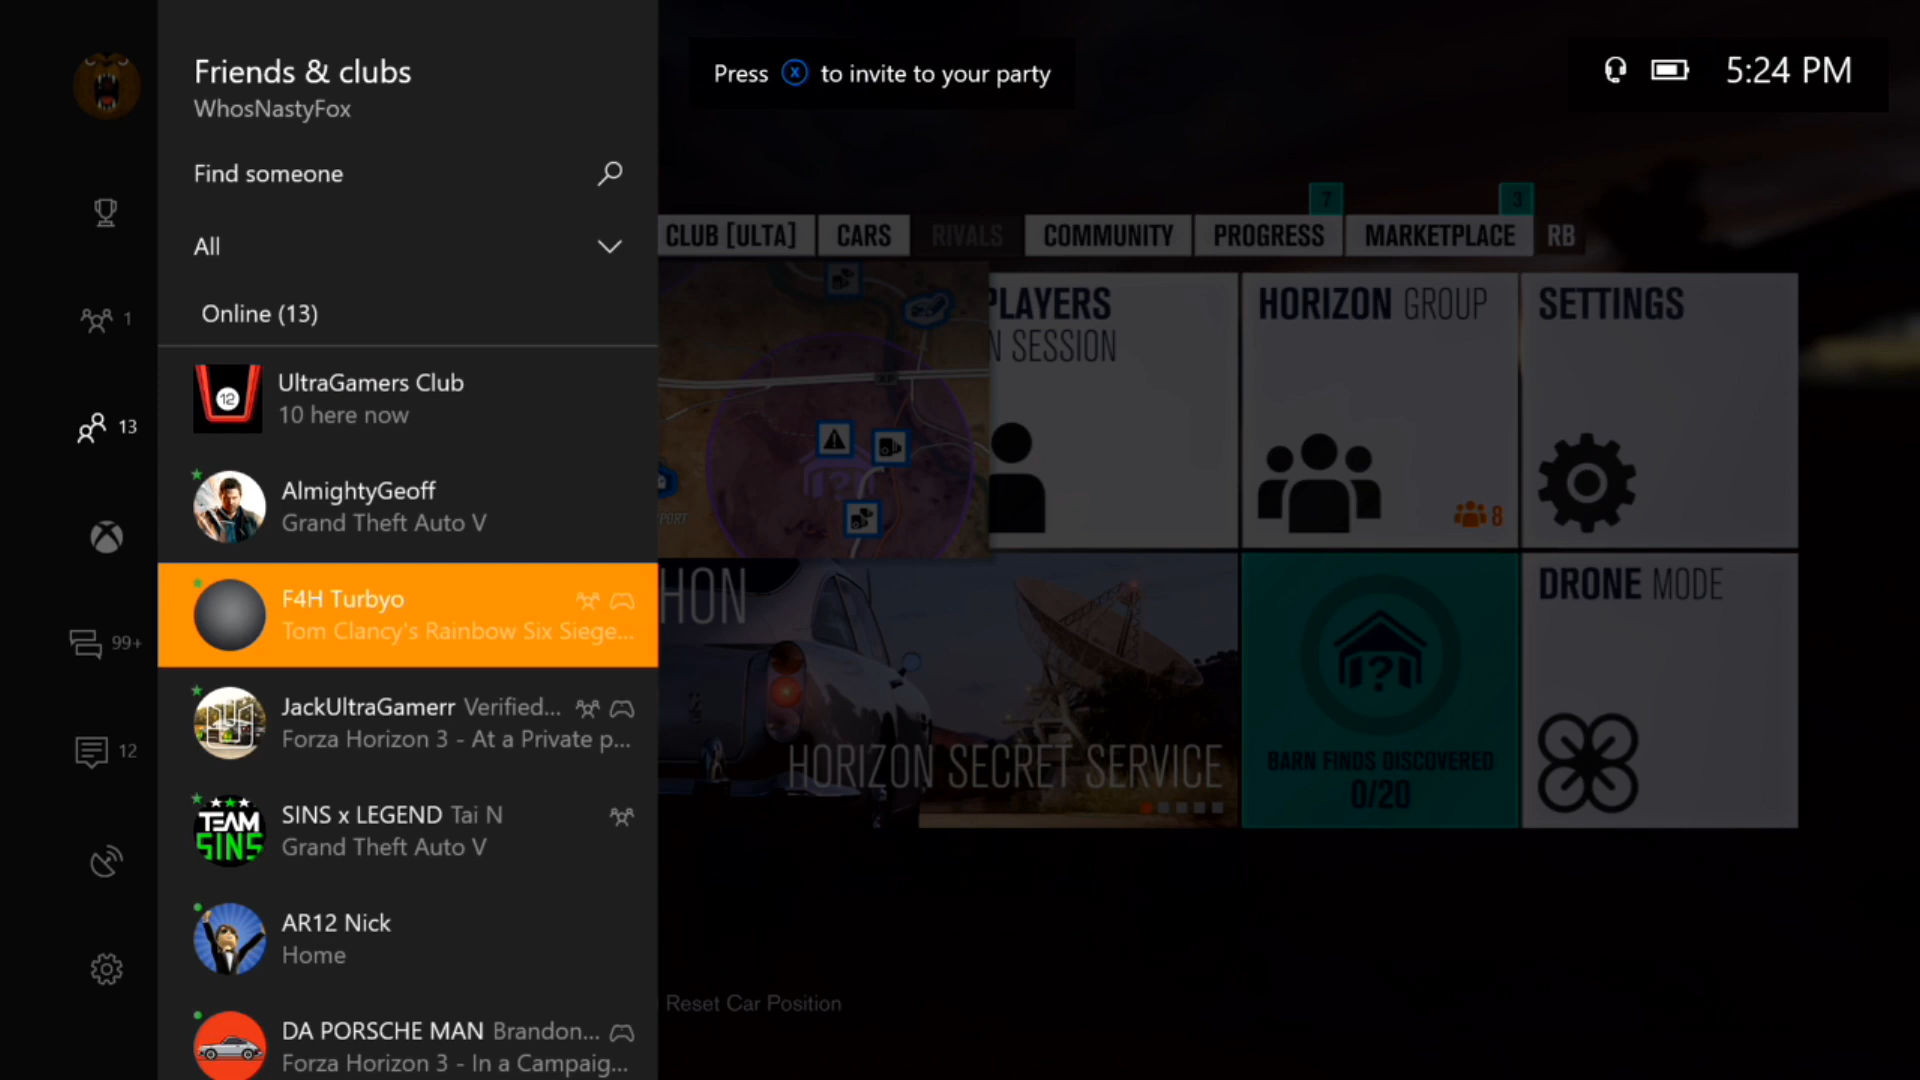 Friends & clubs
WhosNastyFox
Find someone
All
Online (13)
1
13
99+
12
12
UltraGamers Club
10 here now
AlmightyGeoff
Grand Theft Auto V
F4H Turbyo
Tom Clancy's Rainbow Six Siege...
JackUltraGamerr Verified...
Forza Horizon 3 - At a Private p...
TEAM
SINS
SINS x LEGEND Tai N
Grand Theft Auto V
AR12 Nick
Home
DA PORSCHE MAN Brandon...
Forza Horizon 3 - In a Campaig...
Press X to invite to your party
5:24 PM
7
3
CLUB [ULTA]
CARS
RIVALS
COMMUNITY
PROGRESS
MARKETPLACE
RB
PLAYERS
N SESSION
HORIZON GROUP
8
SETTINGS
PORT
HON
HORIZON SECRET SERVICE
BARN FINDS DISCOVERED
0/20
DRONE MODE
Reset Car Position